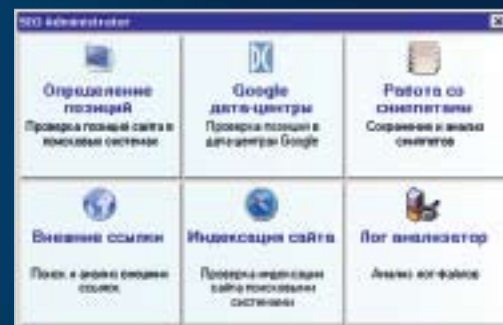 SEO Administrator
Определение
позиций
Проверка позиций сайта в
поисковых системах
Google
дата-центры
Проверка позиций в
дата-центрах Google
Работа со
сниппетами
Сохранение и анализ
сниппетов
Внешние ссылки
Поиск и анализ внешних
ссылок
Индексация сайта
Проверка индексации
сайта поисковыми
системами
Лог анализатор
Анализ лог-файлов